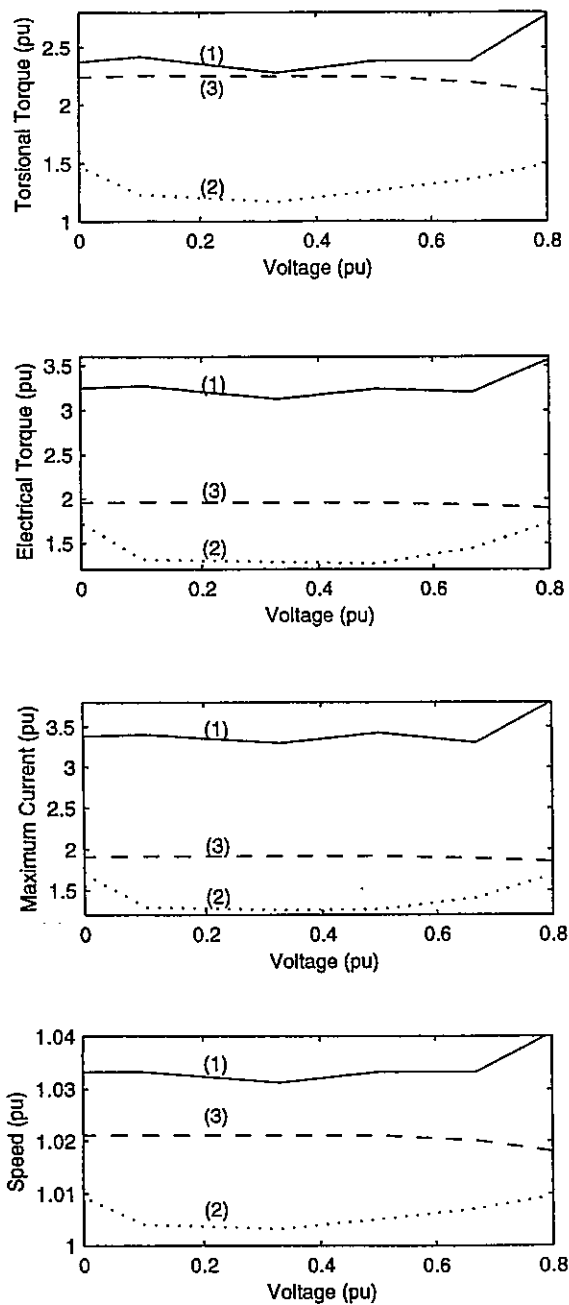 Torsional Torque (pu)
2.5
2
1.5
1
(1)
(3)
(2)
0 0.2 0.4 0.6 0.8
Voltage (pu)
Electrical Torque (pu)
3.5
3
2.5
2
1.5
(1)
(3)
(2)
0 0.2 0.4 0.6 0.8
Voltage (pu)
Maximum Current (pu)
3.5
3
2.5
2
1.5
(1)
(3)
(2)
0 0.2 0.4 0.6 0.8
Voltage (pu)
Speed (pu)
1.04
1.03
1.02
1.01
1
(1)
(3)
(2)
0 0.2 0.4 0.6 0.8
Voltage (pu)